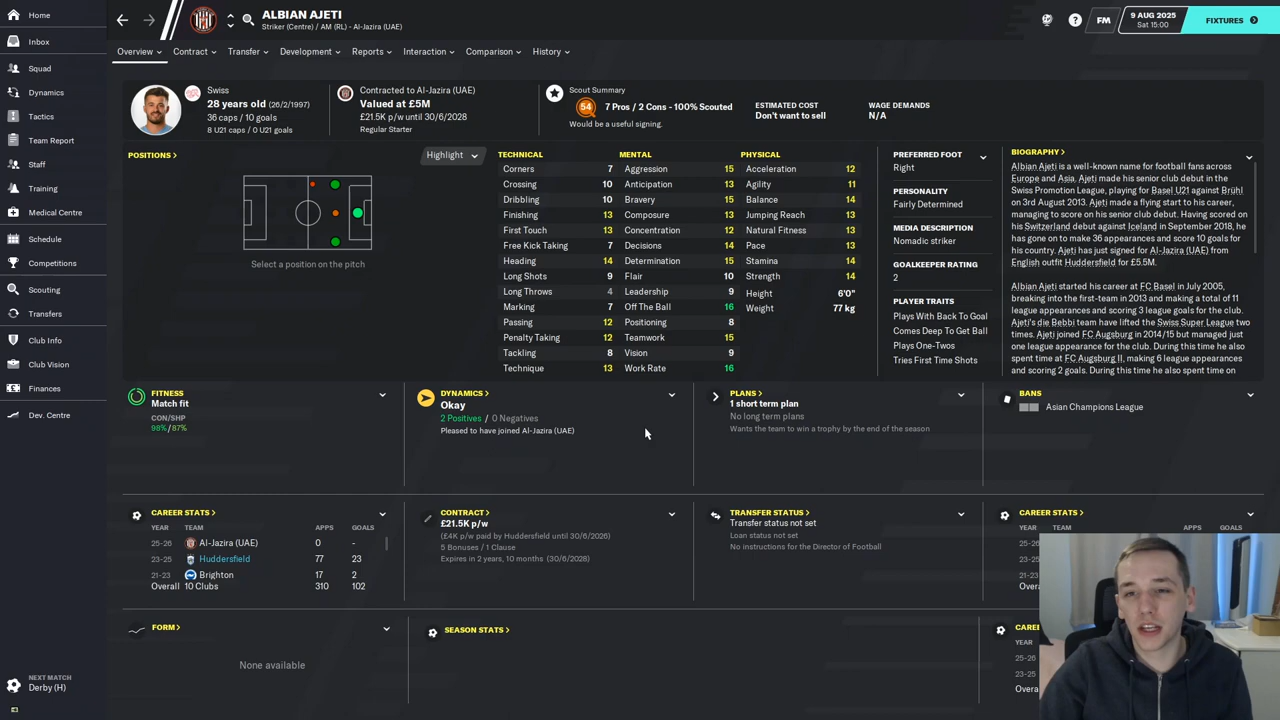 Home
Inbox
Squad
Dynamics
Tactics
Team Report
Staff
Training
Medical Centre
Schedule
Competitions
Scouting
Transfers
Club Info
Club Vision
Finances
Dev. Centre
NEXT MATCH
Derby (H)
ALBIAN AJETI
Striker (Centre) / AM (RL) - Al-Jazira (UAE)
?
FM
9 AUG 2025
Sat 15:00
FIXTURES
Overview
Contract
Transfer
Development
Reports
Interaction
Comparison
History
Swiss
28 years old (26/2/1997)
36 caps / 10 goals
8 U21 caps / 0 U21 goals
Contracted to Al-Jazira (UAE)
Valued at £5M
£21.5K p/w until 30/6/2028
Regular Starter
Scout Summary
54
7 Pros / 2 Cons - 100% Scouted
Would be a useful signing.
ESTIMATED COST
Don't want to sell
WAGE DEMANDS
N/A
POSITIONS
Highlight
Select a position on the pitch
TECHNICAL
Corners 7
Crossing 10
Dribbling 10
Finishing 13
First Touch 13
Free Kick Taking 7
Heading 14
Long Shots 9
Long Throws 4
Marking 7
Passing 12
Penalty Taking 12
Tackling 8
Technique 13
MENTAL
Aggression 15
Anticipation 13
Bravery 15
Composure 13
Concentration 12
Decisions 14
Determination 15
Flair 10
Leadership 9
Off The Ball 16
Positioning 8
Teamwork 15
Vision 9
Work Rate 16
PHYSICAL
Acceleration 12
Agility 11
Balance 14
Jumping Reach 13
Natural Fitness 13
Pace 13
Stamina 14
Strength 14
Height 6'0"
Weight 77 kg
PREFERRED FOOT
Right
PERSONALITY
Fairly Determined
MEDIA DESCRIPTION
Nomadic striker
GOALKEEPER RATING
2
PLAYER TRAITS
Plays With Back To Goal
Comes Deep To Get Ball
Plays One-Twos
Tries First Time Shots
BIOGRAPHY
Albian Ajeti is a well-known name for football fans across
Europe and Asia. Ajeti made his senior club debut in the
Swiss Promotion League, playing for Basel U21 against Brühl
on 3rd August 2013. Ajeti made a flying start to his career,
managing to score on his senior club debut. Having scored on
his Switzerland debut against Iceland in September 2018, he
has gone on to make 36 appearances and score 10 goals for
his country. Ajeti has just signed for Al-Jazira (UAE) from
English outfit Huddersfield for £5.5M.
Albian Ajeti started his career at FC Basel in July 2005,
breaking into the first-team in 2013 and making a total of 11
league appearances and scoring 3 league goals for the club.
Ajeti's die Bebbi team have lifted the Swiss Super League two
times. Ajeti joined FC Augsburg in 2014/15 but managed just
one league appearance for the club. During this time he also
spent time at FC Augsburg II, making 6 league appearances
and scoring 2 goals. During this time he also spent time on
FITNESS
Match fit
CON/SHP
98%/87%
DYNAMICS
Okay
2 Positives / 0 Negatives
Pleased to have joined Al-Jazira (UAE)
PLANS
1 short term plan
No long term plans
Wants the team to win a trophy by the end of the season
BANS
Asian Champions League
CAREER STATS
YEAR TEAM APPS GOALS
25-26 Al-Jazira (UAE) 0 -
23-25 Huddersfield 77 23
21-23 Brighton 17 2
Overall 10 Clubs 310 102
CONTRACT
£21.5K p/w
(£4K p/w paid by Huddersfield until 30/6/2026)
5 Bonuses / 1 Clause
Expires in 2 years, 10 months (30/6/2028)
TRANSFER STATUS
Transfer status not set
Loan status not set
No instructions for the Director of Football
CAREER STATS
YEAR TEAM APPS GOALS
25-26
23-25
21-23
Overa
FORM
None available
SEASON STATS
CAREE
YEAR
25-26
23-25
Overa